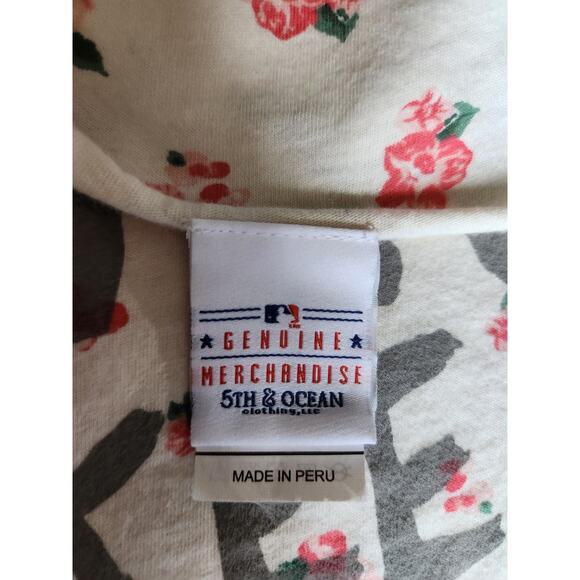 GENUINE
MERCHANDISE
5TH & OCEAN
clothing, LLC
MADE IN PERU